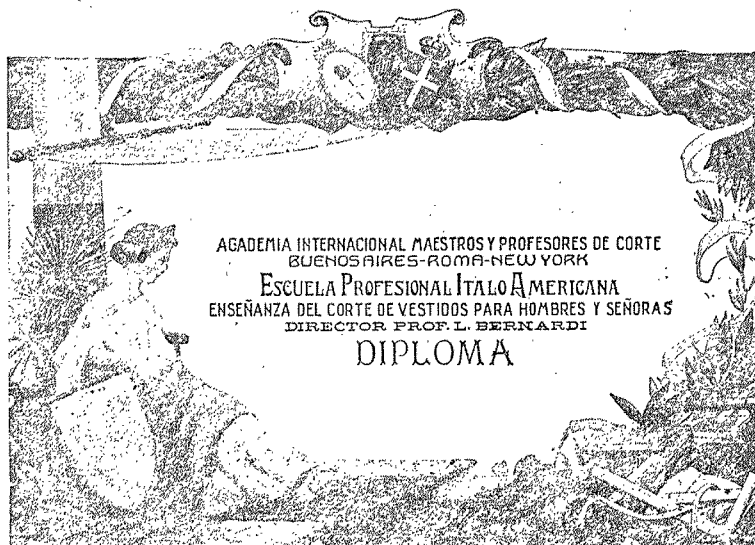 ACADEMIA INTERNACIONAL MAESTROS Y PROFESORES DE CORTE
BUENOS AIRES-ROMA-NEW YORK
ESCUELA PROFESIONAL ITALO AMERICANA
ENSEÑANZA DEL CORTE DE VESTIDOS PARA HOMBRES Y SEÑORAS
DIRECTOR PROF. L. BERNARDI
DIPLOMA